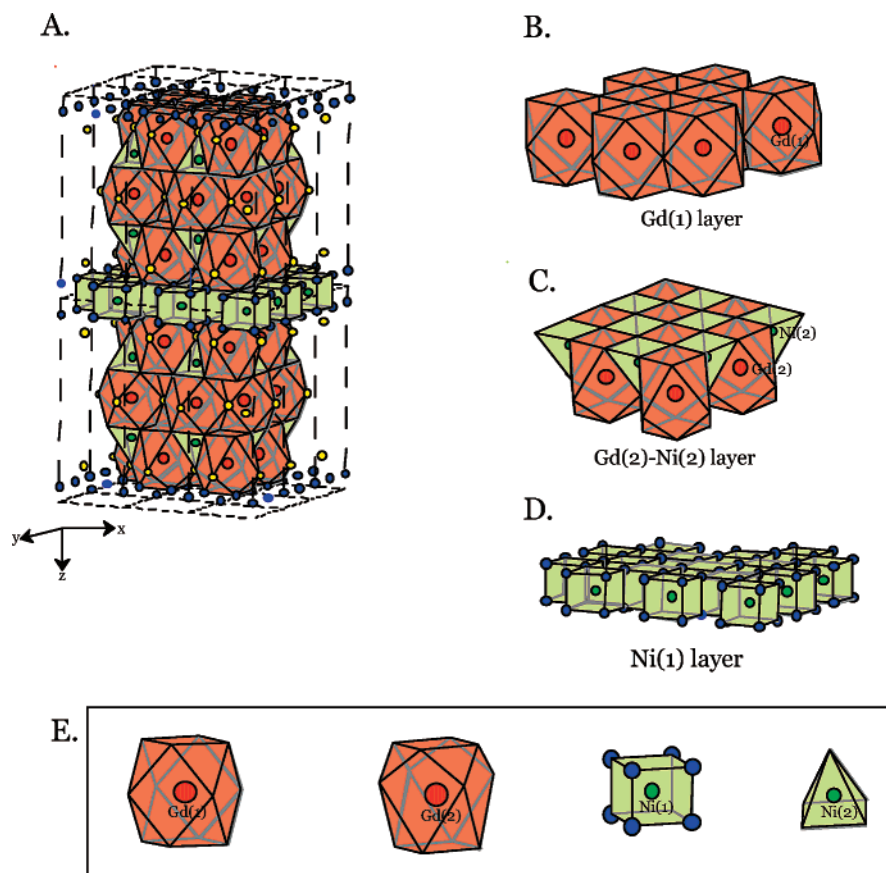 A.
B.
Gd(1)
Gd(1) layer
C.
Ni(2)
Gd(2)
Gd(2)-Ni(2) layer
y
x
z
D.
Ni(1) layer
E.
Gd(1)
Gd(2)
Ni(1)
Ni(2)